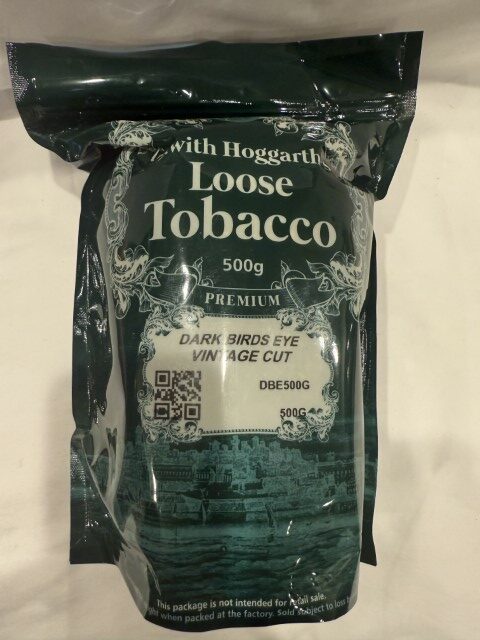 with Hoggarth
Loose
Tobacco
500g
PREMIUM
DARK BIRDS EYE
VINTAGE CUT
DBE500G
500G
This package is not intended for retail sale,
when packed at the factory. Sold subject to loss